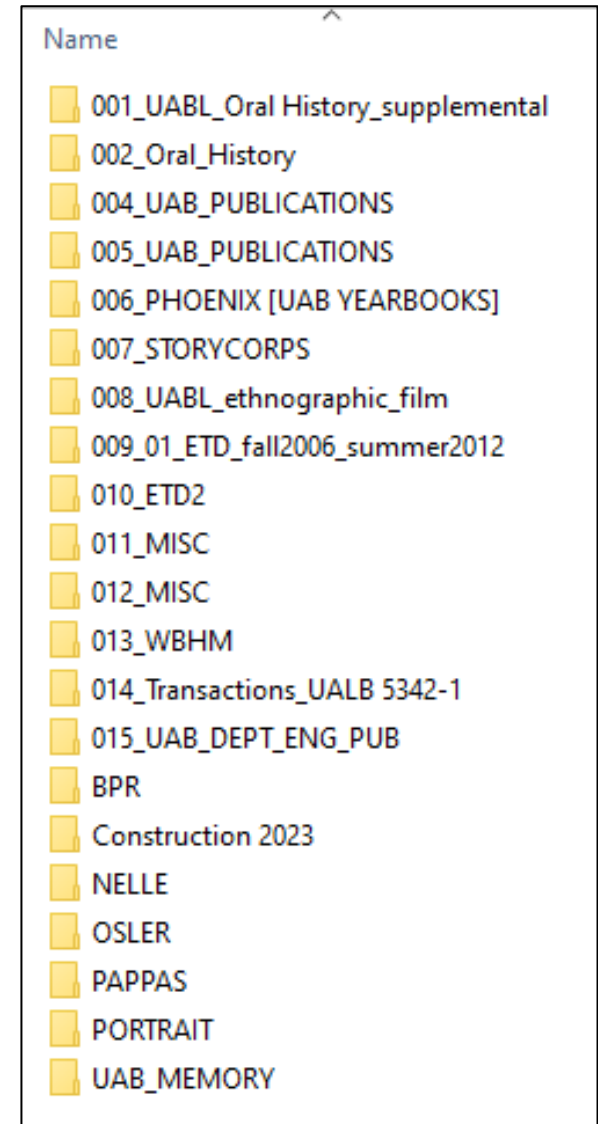 Name
001_UABL_Oral History_supplemental
002_Oral_History
004_UAB_PUBLICATIONS
005_UAB_PUBLICATIONS
006_PHOENIX [UAB YEARBOOKS]
007_STORYCORPS
008_UABL_ethnographic_film
009_01_ETD_fall2006_summer2012
010_ETD2
011_MISC
012_MISC
013_WBHM
014_Transactions_UALB 5342-1
015_UAB_DEPT_ENG_PUB
BPR
Construction 2023
NELLE
OSLER
PAPPAS
PORTRAIT
UAB_MEMORY